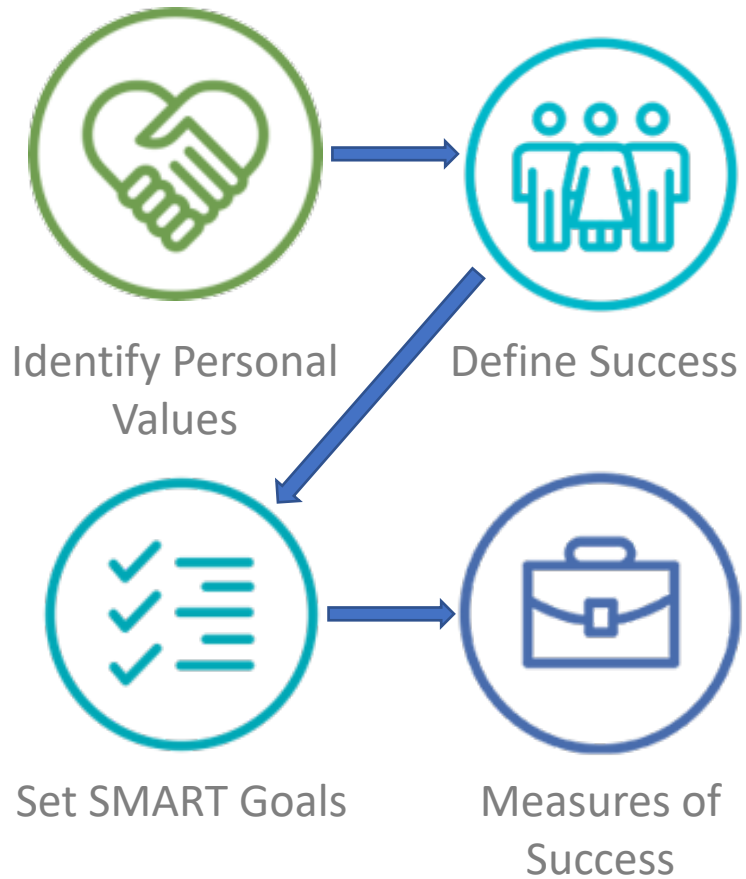 Identify Personal
Values
Define Success
Set SMART Goals
Measures of
Success